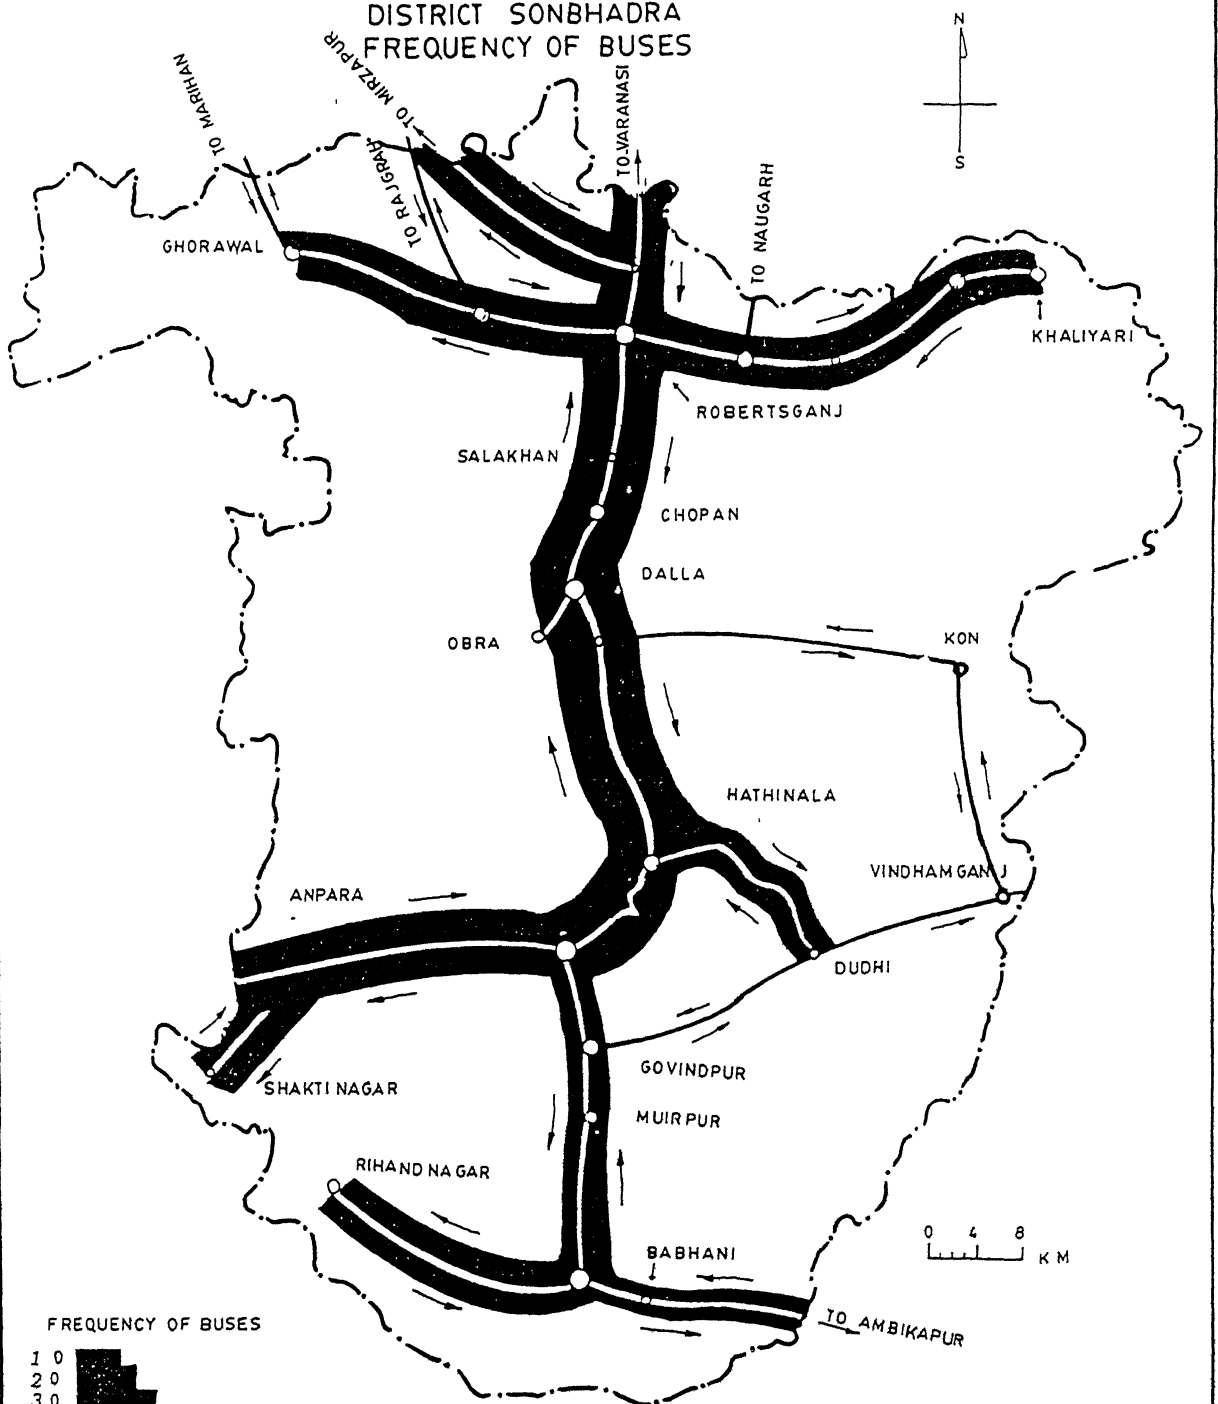 DISTRICT SONBHADRA
FREQUENCY OF BUSES
N
S
TO MARIHAN
TO MIRZAPUR
TO RAJGRAH
TO VARANASI
TO NAUGARH
GHORAWAL
KHALIYARI
ROBERTSGANJ
SALAKHAN
CHOPAN
DALLA
OBRA
KON
HATHINALA
VINDHAMGANJ
ANPARA
DUDHI
GOVINDPUR
SHAKTI NAGAR
MUIRPUR
RIHAND NAGAR
BABHANI
0 4 8
KM
TO AMBIKAPUR
FREQUENCY OF BUSES
10
20
30